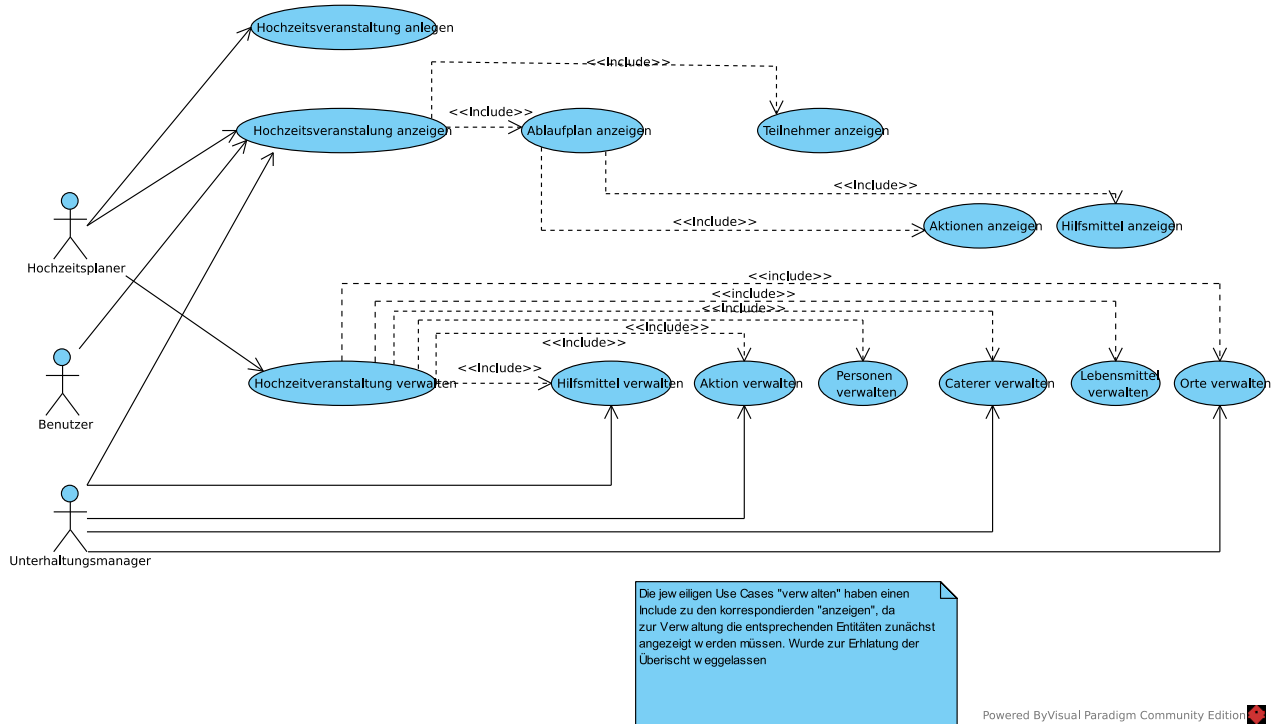 Hochzeitsveranstaltung anlegen
<<Include>>
<<Include>>
Hochzeitsveranstalung anzeigen
Ablaufplan anzeigen
Teilnehmer anzeigen
<<Include>>
<<Include>>
Aktionen anzeigen
Hilfsmittel anzeigen
Hochzeitsplaner
<<include>>
<<include>>
<<Include>>
<<Include>>
<<Include>>
<<Include>>
Hochzeitveranstaltung verwalten
Hilfsmittel verwalten
Aktion verwalten
Personen
verwalten
Caterer verwalten
Lebensmittel
verwalten
Orte verwalten
Benutzer
Unterhaltungsmanager
Die jeweiligen Use Cases "verwalten" haben einen
Include zu den korrespondierden "anzeigen", da
zur Verwaltung die entsprechenden Entitäten zunächst
angezeigt werden müssen. Wurde zur Erhlatung der
Überischt weggelassen
Powered ByVisual Paradigm Community Edition